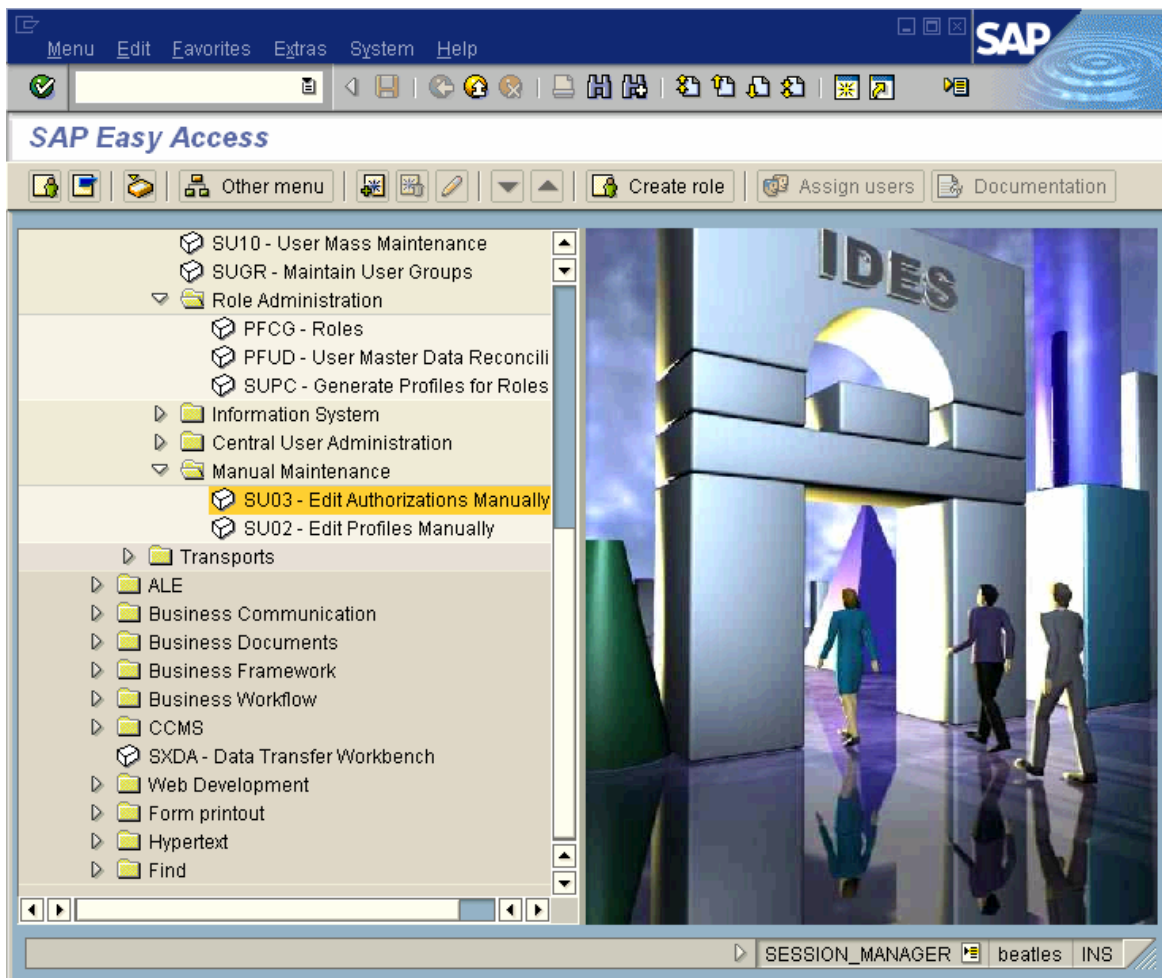 Menu Edit Favorites Extras System Help
SAP
SAP Easy Access
Other menu Create role Assign users Documentation
SU10 - User Mass Maintenance
SUGR - Maintain User Groups
Role Administration
PFCG - Roles
PFUD - User Master Data Reconcili
SUPC - Generate Profiles for Roles
Information System
Central User Administration
Manual Maintenance
SU03 - Edit Authorizations Manually
SU02 - Edit Profiles Manually
Transports
ALE
Business Communication
Business Documents
Business Framework
Business Workflow
CCMS
SXDA - Data Transfer Workbench
Web Development
Form printout
Hypertext
Find
IDES
SESSION_MANAGER beatles INS